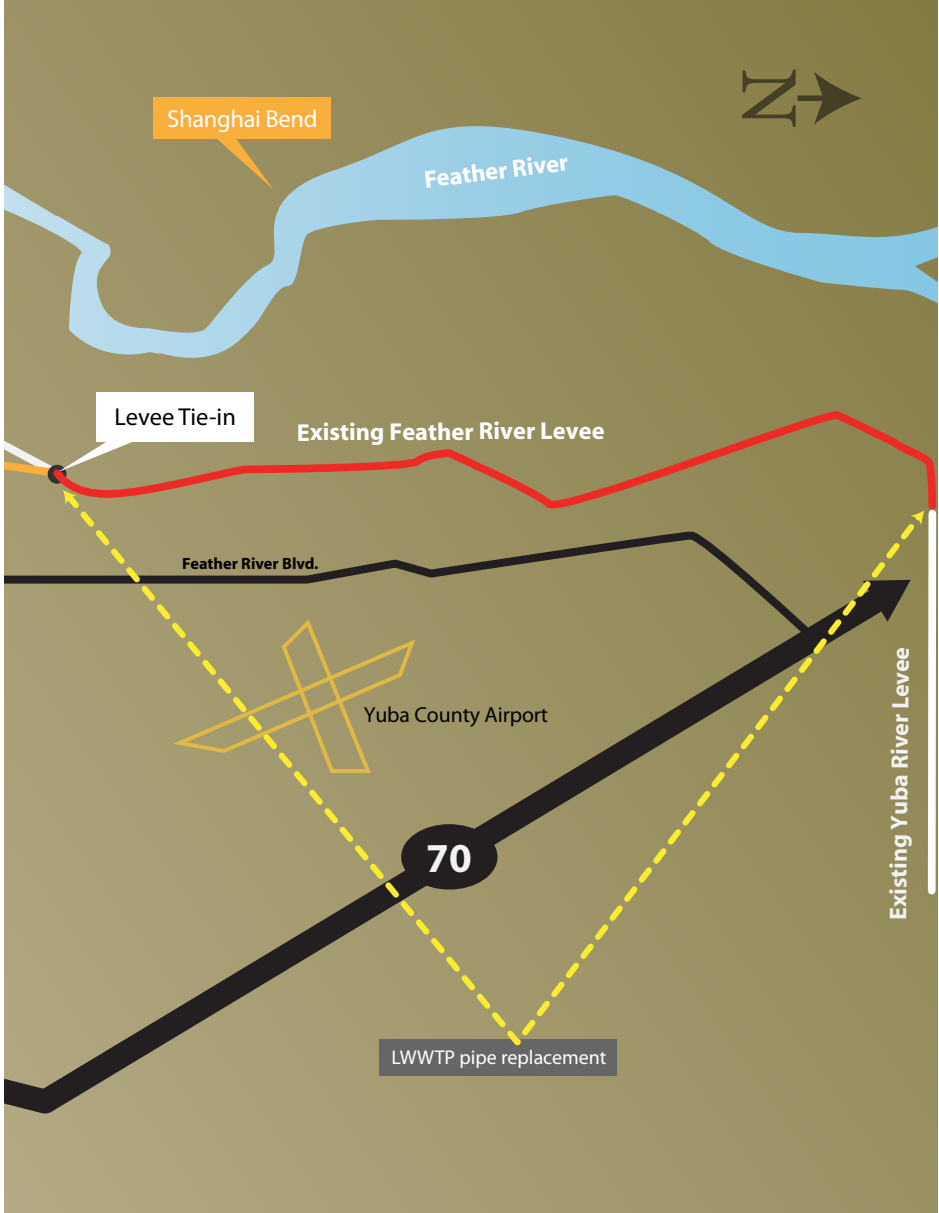 N
Shanghai Bend
Feather River
Levee Tie-in
Existing Feather River Levee
Feather River Blvd.
Yuba County Airport
Existing Yuba River Levee
70
LWWTP pipe replacement